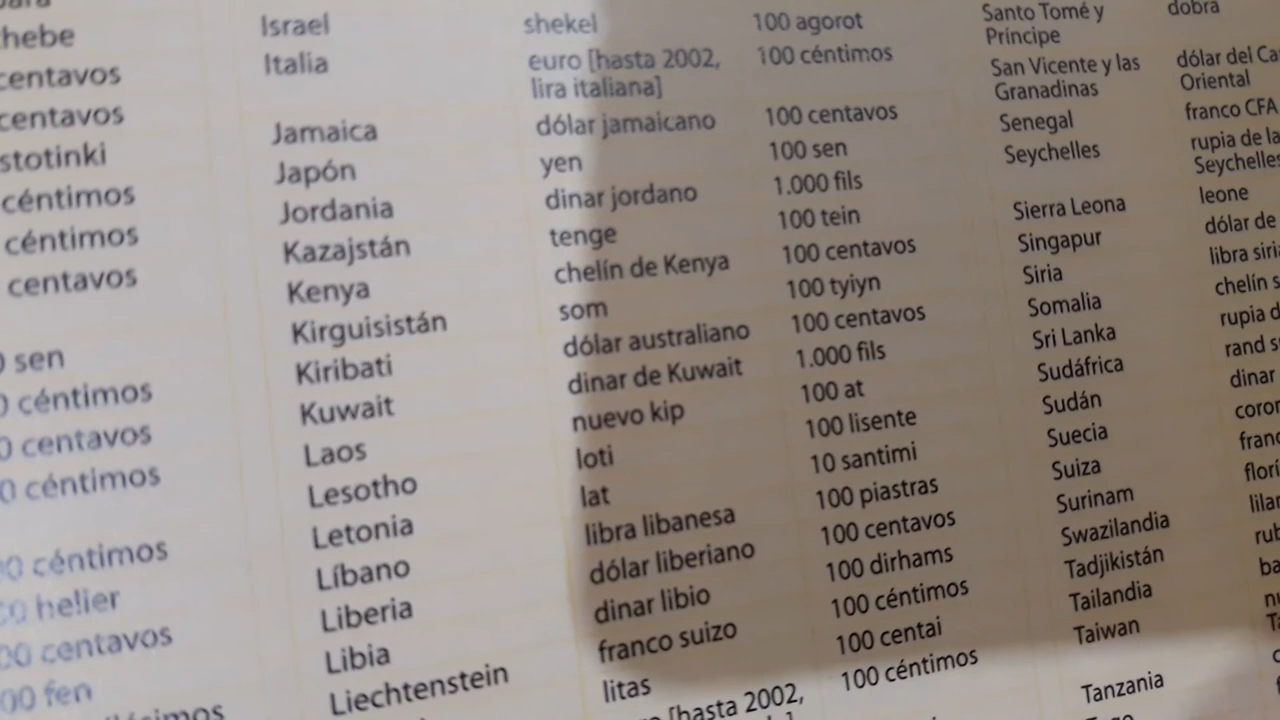 hebe
centavos
centavos
stotinki
céntimos
céntimos
centavos
sen
céntimos
centavos
céntimos
céntimos
helier
centavos
00 fen
Israel shekel 100 agorot
Italia euro [hasta 2002, 100 céntimos
lira italiana]
Jamaica dólar jamaicano 100 centavos
Japón yen 100 sen
Jordania dinar jordano 1.000 fils
Kazajstán tenge 100 tein
Kenya chelín de Kenya 100 centavos
Kirguisistán som 100 tyiyn
Kiribati dólar australiano 100 centavos
Kuwait dinar de Kuwait 1.000 fils
Laos nuevo kip 100 at
Lesotho loti 100 lisente
Letonia lat 10 santimi
Líbano libra libanesa 100 piastras
Liberia dólar liberiano 100 centavos
Libia dinar libio 100 dirhams
Liechtenstein franco suizo 100 céntimos
litas 100 centai
[hasta 2002, 100 céntimos
Santo Tomé y dobra
Príncipe
San Vicente y las dólar del Ca
Granadinas Oriental
Senegal franco CFA
Seychelles rupia de la
Seychelles
Sierra Leona leone
Singapur dólar de
Siria libra siri
Somalia chelín s
Sri Lanka rupia d
Sudáfrica rand s
Sudán dinar
Suecia coron
Suiza franc
Surinam flori
Swazilandia lilan
Tadjikistán rub
Tailandia ba
Taiwan nu
Tanzania